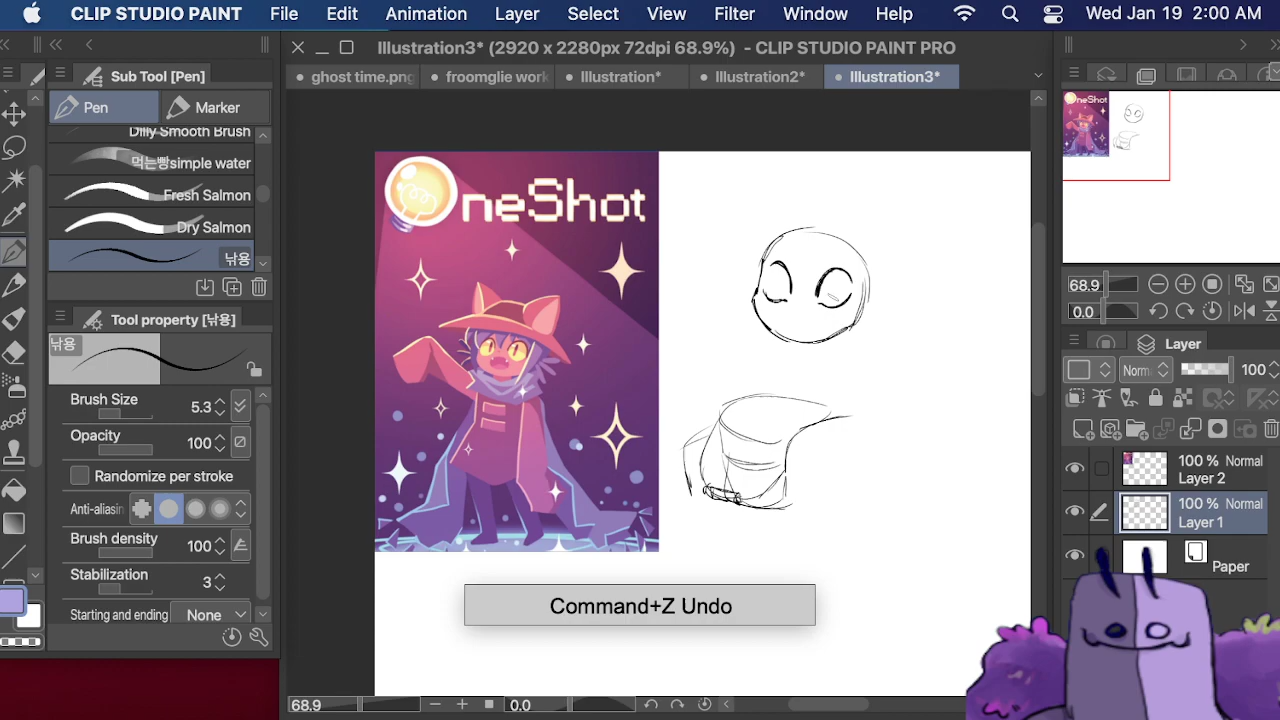 CLIP STUDIO PAINT File Edit Animation Layer Select View Filter Window Help Wed Jan 19 2:00 AM
Illustration3* (2920 x 2280px 72dpi 68.9%) - CLIP STUDIO PAINT PRO
Sub Tool [Pen]
ghost time.png froomglie work Illustration* Illustration2* Illustration3*
Pen Marker
Dilly Smooth Brush
먹는빵simple water
Fresh Salmon
Dry Salmon
낚용
Tool property [낚용]
낚용
Brush Size 5.3
Opacity 100
Randomize per stroke
Anti-aliasin
Brush density 100
Stabilization 3
Starting and ending None
OneShot
Command+Z Undo
68.9 0.0
68.9
0.0
Layer
Norm 100
100 % Normal
Layer 2
100 % Normal
Layer 1
Paper